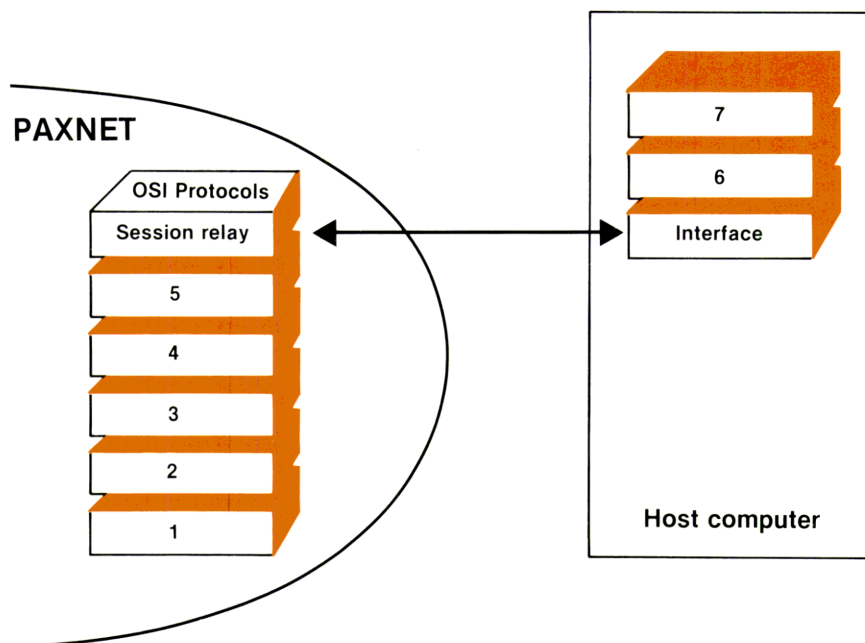 PAXNET
OSI Protocols
Session relay
5
4
3
2
1
7
6
Interface
Host computer